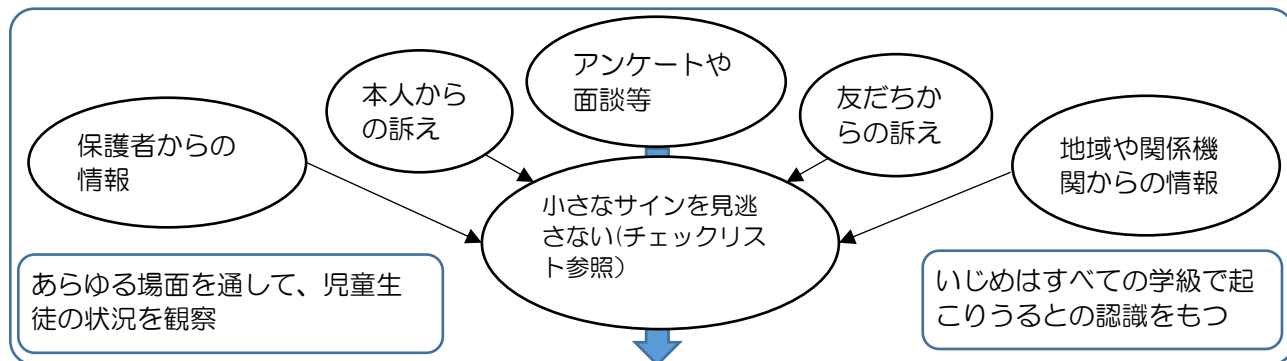 アンケートや
面談等
本人から
の訴え
友だちか
らの訴え
保護者からの
情報
地域や関係機
関からの情報
小さなサインを見逃
さない(チェックリス
ト参照）
あらゆる場面を通して、児童生
徒の状況を観察
いじめはすべての学級で起
こりうるとの認識をもつ